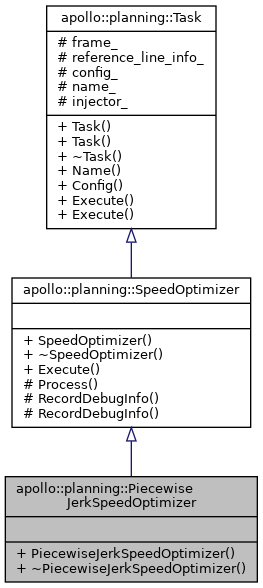 apollo::planning::Task
# frame_
# reference_line_info_
# config_
# name_
# injector_
+ Task()
+ Task()
+ ~Task()
+ Name()
+ Config()
+ Execute()
+ Execute()
apollo::planning::SpeedOptimizer
+ SpeedOptimizer()
+ ~SpeedOptimizer()
+ Execute()
# Process()
# RecordDebugInfo()
# RecordDebugInfo()
apollo::planning::Piecewise
JerkSpeedOptimizer
+ PiecewiseJerkSpeedOptimizer()
+ ~PiecewiseJerkSpeedOptimizer()